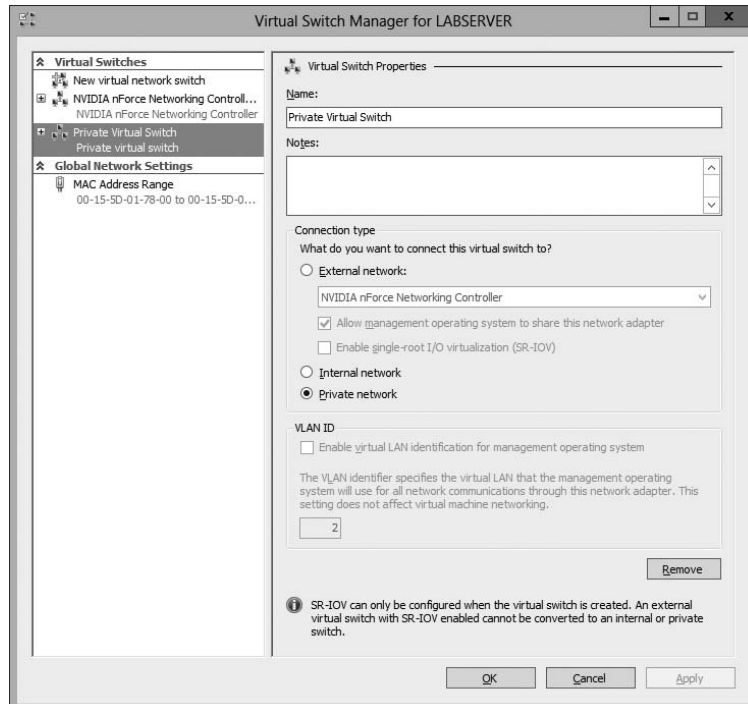 Virtual Switch Manager for LABSERVER
Virtual Switches
New virtual network switch
NVIDIA nForce Networking Controll...
NVIDIA nForce Networking Controller
Private Virtual Switch
Private virtual switch
Global Network Settings
MAC Address Range
00-15-5D-01-78-00 to 00-15-5D-0...
Virtual Switch Properties
Name:
Private Virtual Switch
Notes:
Connection type
What do you want to connect this virtual switch to?
External network:
NVIDIA nForce Networking Controller
Allow management operating system to share this network adapter
Enable single-root I/O virtualization (SR-IOV)
Internal network
Private network
VLAN ID
Enable virtual LAN identification for management operating system
The VLAN identifier specifies the virtual LAN that the management operating
system will use for all network communications through this network adapter. This
setting does not affect virtual machine networking.
2
Remove
SR-IOV can only be configured when the virtual switch is created. An external
virtual switch with SR-IOV enabled cannot be converted to an internal or private
switch.
OK Cancel Apply